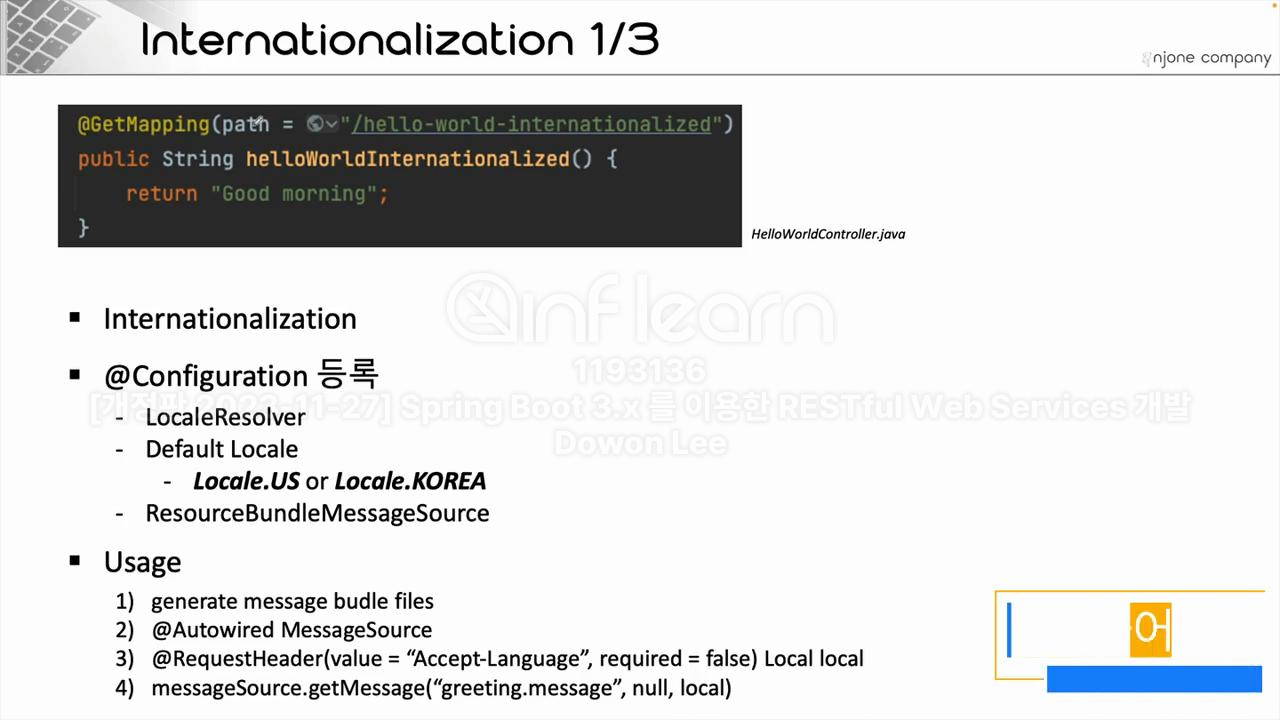 Internationalization 1/3
njone company
@GetMapping(path = "/hello-world-internationalized")
public String helloWorldInternationalized() {
return "Good morning";
}
HelloWorldController.java
Internationalization
@Configuration 등록
- LocaleResolver
- Default Locale
- Locale.US or Locale.KOREA
- ResourceBundleMessageSource
inflearn
1193136
[개정판 2023-11-27] Spring Boot 3.x 를 이용한 RESTful Web Services 개발
Dowon Lee
Usage
1) generate message budle files
2) @Autowired MessageSource
3) @RequestHeader(value = “Accept-Language”, required = false) Local local
4) messageSource.getMessage(“greeting.message”, null, local)
어